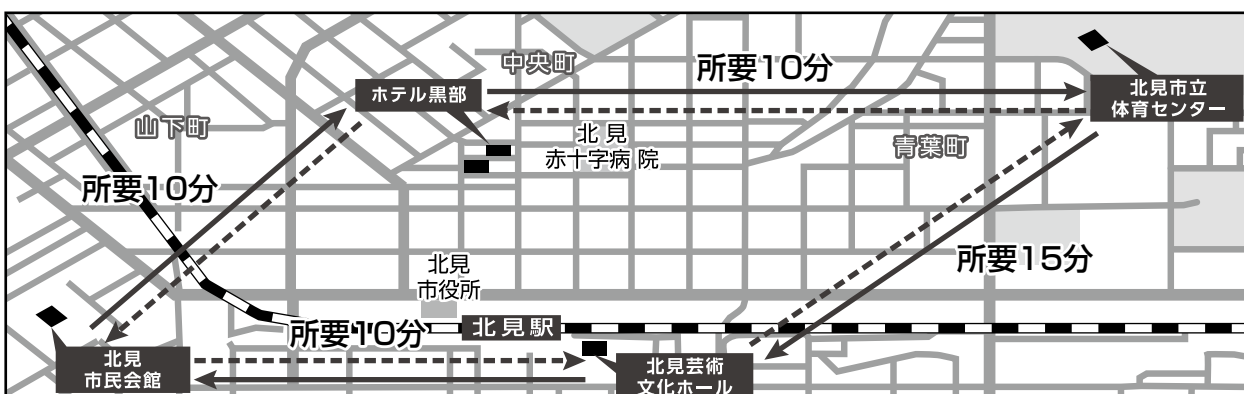 中央町
所要10分
ホテル黒部
北見市立
体育センター
山下町
北見
赤十字病院
青葉町
所要10分
所要15分
北見
市役所
北見駅
所要10分
北見
市民会館
北見芸術
文化ホール